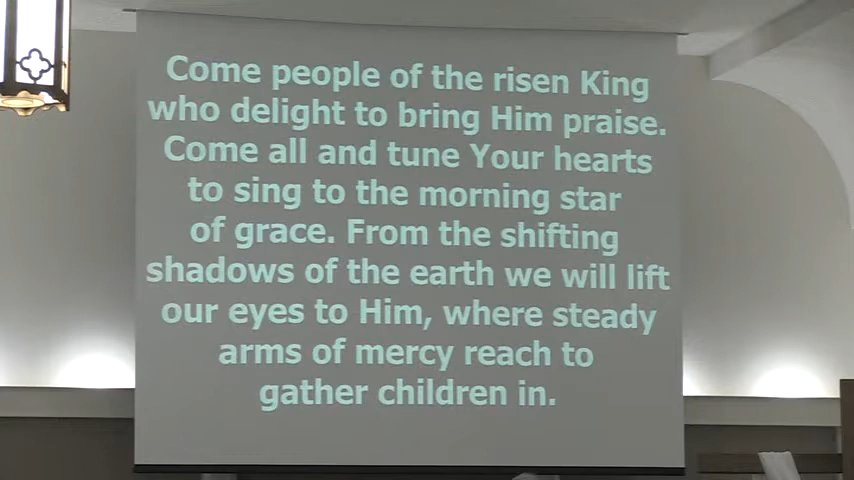 Come people of the risen King
who delight to bring Him praise.
Come all and tune Your hearts
to sing to the morning star
of grace. From the shifting
shadows of the earth we will lift
our eyes to Him, where steady
arms of mercy reach to
gather children in.